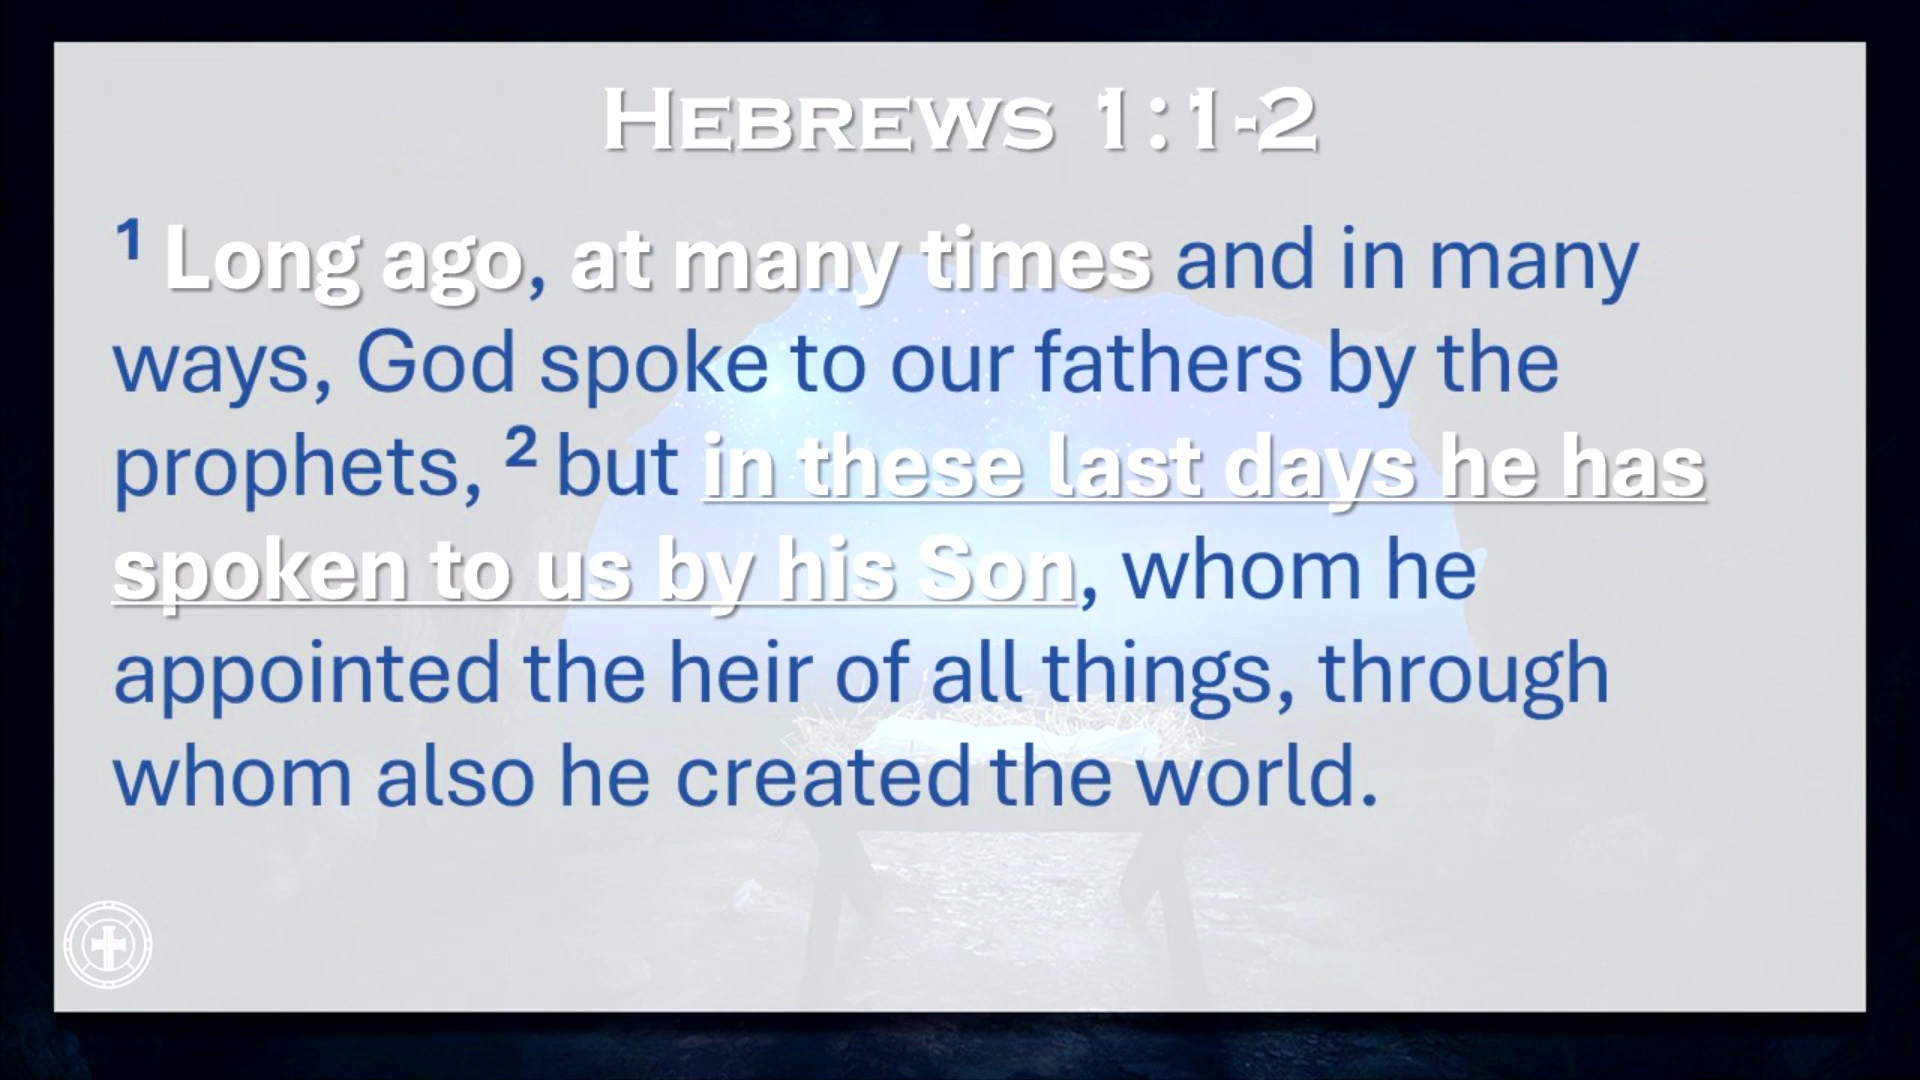 Hebrews 1:1-2
1 Long ago, at many times and in many
ways, God spoke to our fathers by the
prophets, 2 but in these last days he has
spoken to us by his Son, whom he
appointed the heir of all things, through
whom also he created the world.